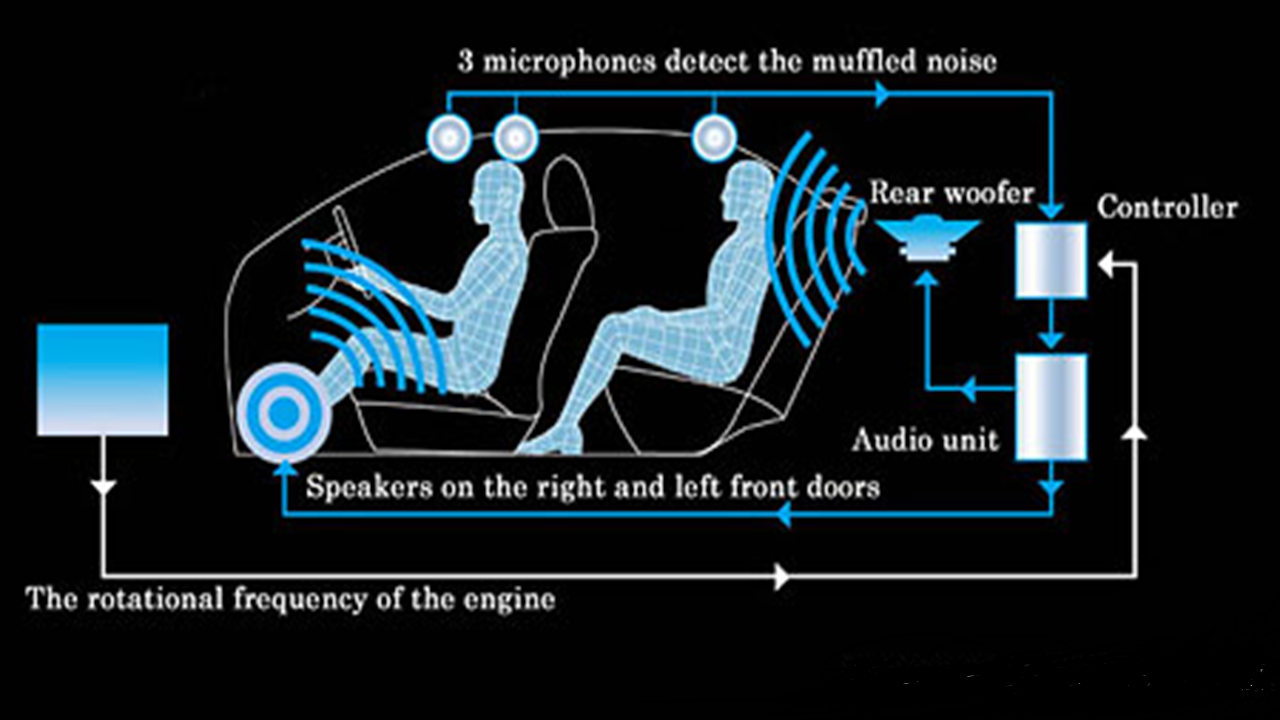 3 microphones detect the muffled noise
Rear woofer
Controller
Audio unit
Speakers on the right and left front doors
The rotational frequency of the engine